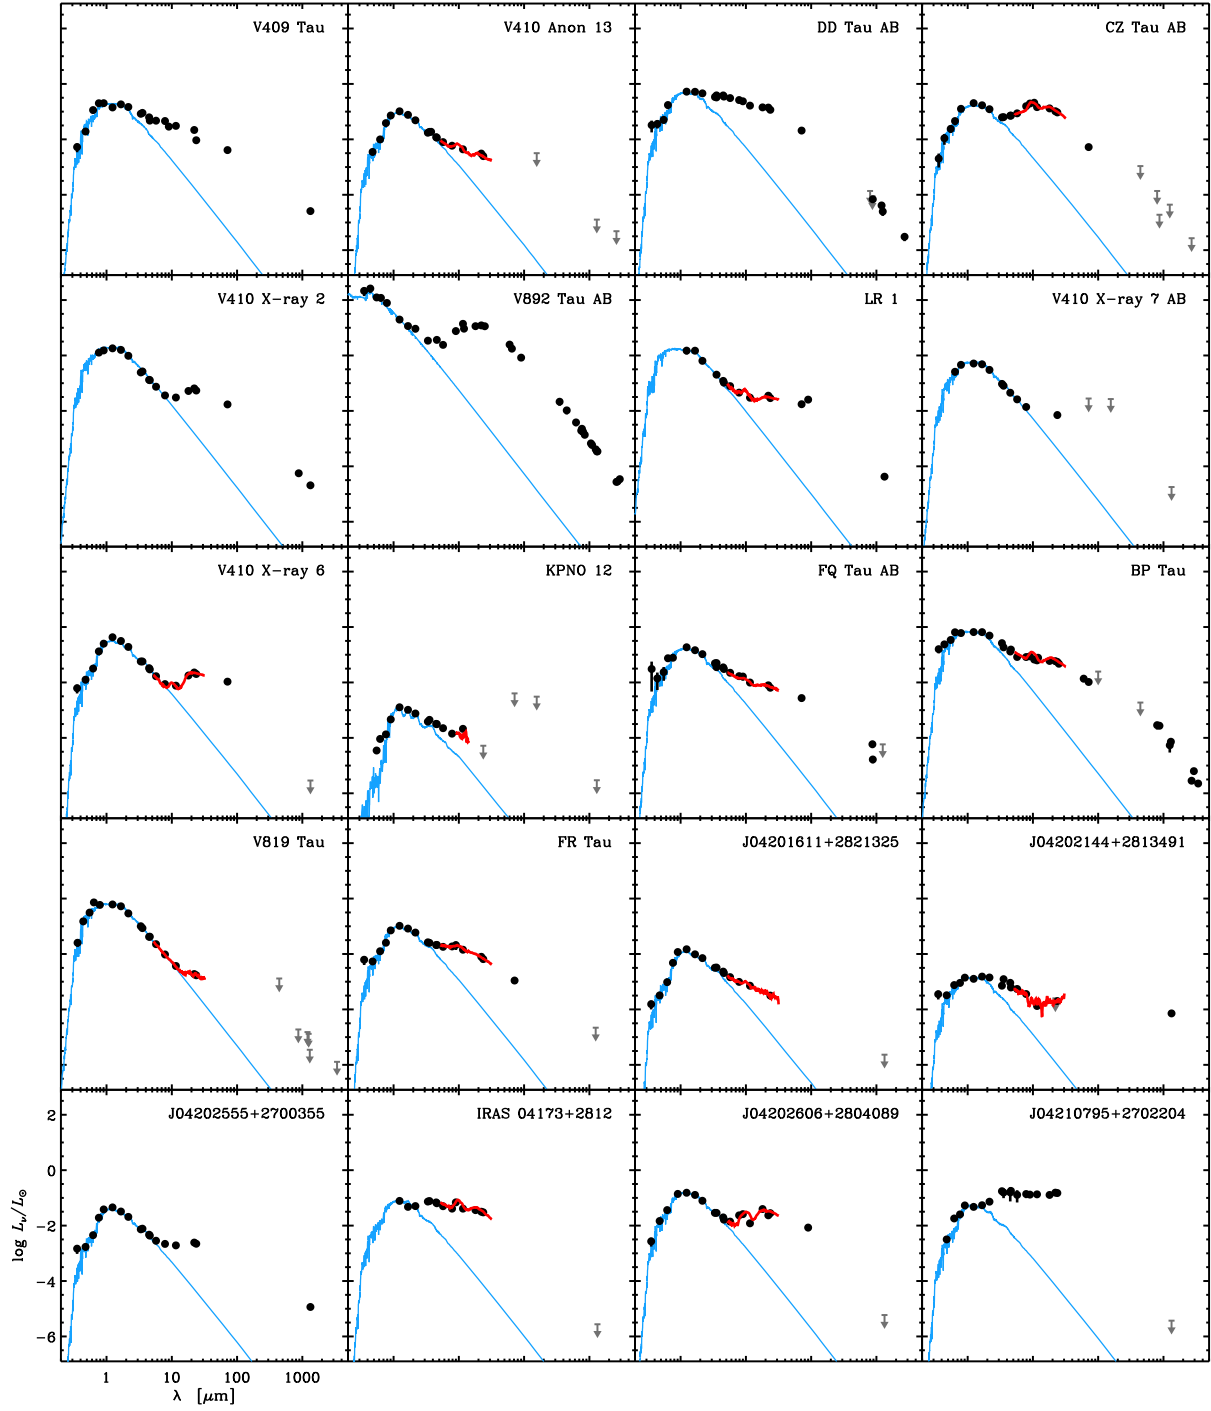 V409 Tau
V410 Anon 13
DD Tau AB
CZ Tau AB
V410 X-ray 2
V892 Tau AB
LR 1
V410 X-ray 7 AB
V410 X-ray 6
KPNO 12
FQ Tau AB
BP Tau
V819 Tau
FR Tau
J04201611+2821325
J04202144+2813491
J04202555+2700355
IRAS 04173+2812
J04202606+2804089
J04210795+2702204
2
0
−2
−4
−6
log Lν/L⊙
1 10 100 1000
λ [μm]